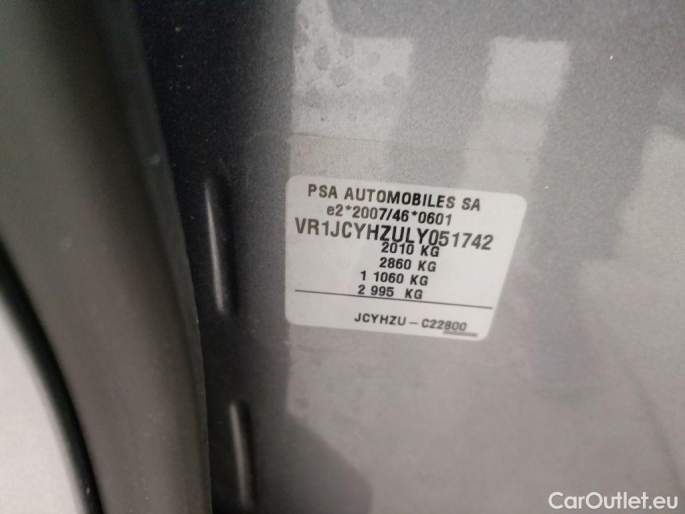 PSA AUTOMOBILES SA
e2*2007/46*0601
VR1JCYHZULY051742
2010 KG
2860 KG
1 1060 KG
2 995 KG
JCYHZU-C22800
CarOutlet.eu